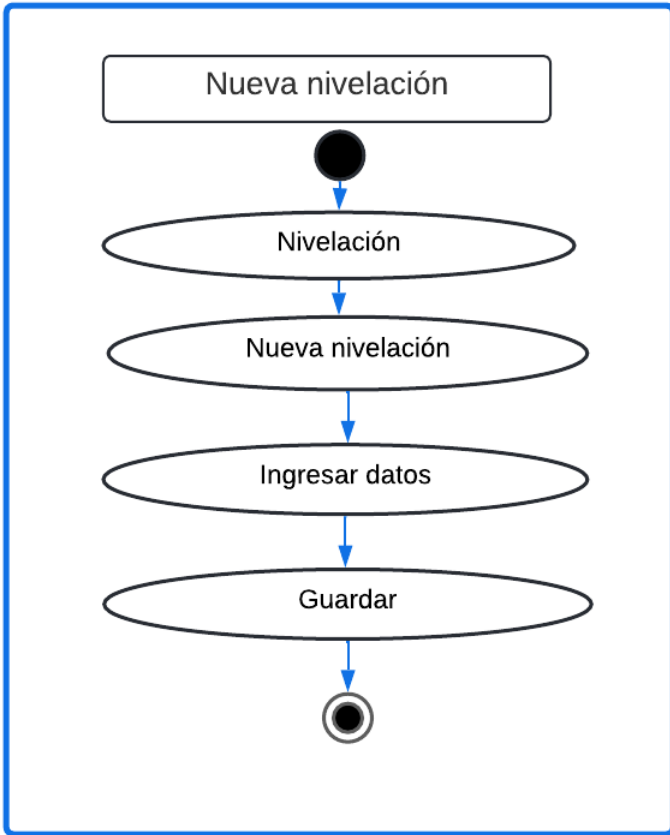 Nueva nivelación
Nivelación
Nueva nivelación
Ingresar datos
Guardar